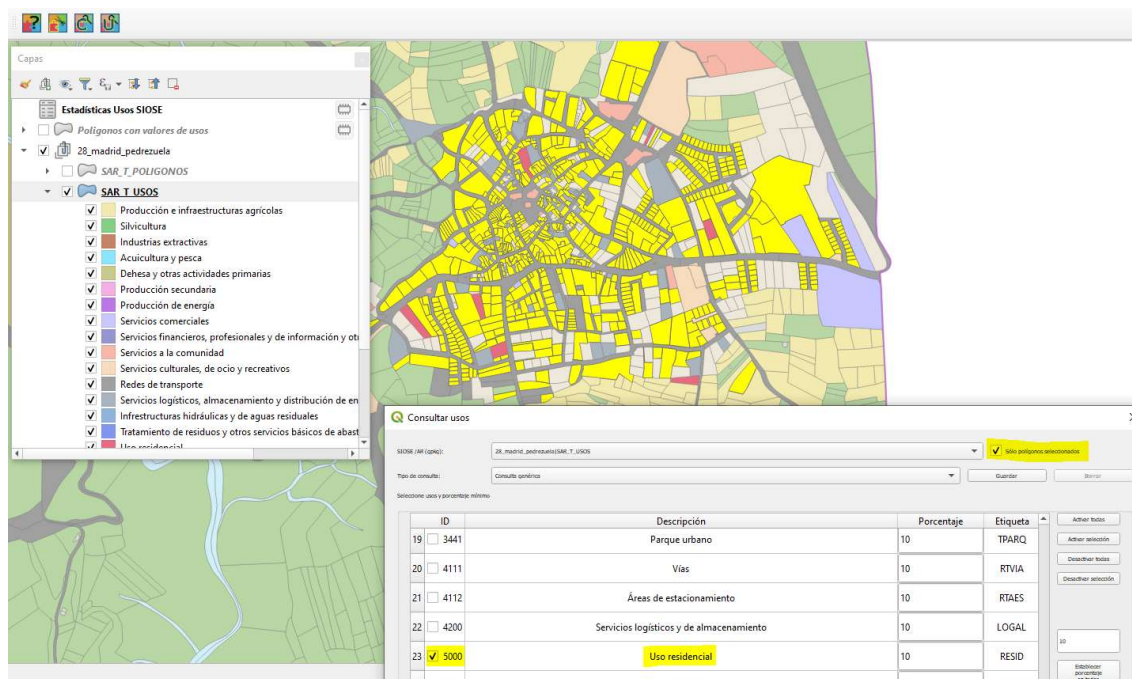 Capas
Estadísticas Usos SIOSE
Polígonos con valores de usos
28_madrid_pedrezuela
SAR_T_POLIGONOS
SAR_T_USOS
Producción e infraestructuras agrícolas
Silvicultura
Industrias extractivas
Acuicultura y pesca
Dehesa y otras actividades primarias
Producción secundaria
Producción de energía
Servicios comerciales
Servicios financieros, profesionales y de información y ot
Servicios a la comunidad
Servicios culturales, de ocio y recreativos
Redes de transporte
Servicios logísticos, almacenamiento y distribución de en
Infrestructuras hidráulicas y de aguas residuales
Tratamiento de residuos y otros servicios básicos de abast
Uso residencial
Consultar usos
SIOSE /AR (gpkg): 28_madrid_pedrezuela|SAR_T_USOS Sólo polígonos seleccionados
Tipo de consulta: Consulta genérica Guardar Borrar
Seleccione usos y porcentaje mínimo
ID Descripción Porcentaje Etiqueta Activar todas
19 3441 Parque urbano 10 TPARQ Activar selección
Desactivar todas
20 4111 Vías 10 RTVIA
Desactivar selección
21 4112 Áreas de estacionamiento 10 RTAES
22 4200 Servicios logísticos y de almacenamiento 10 LOGAL 10
23 5000 Uso residencial 10 RESID
Establecer
porcentaje